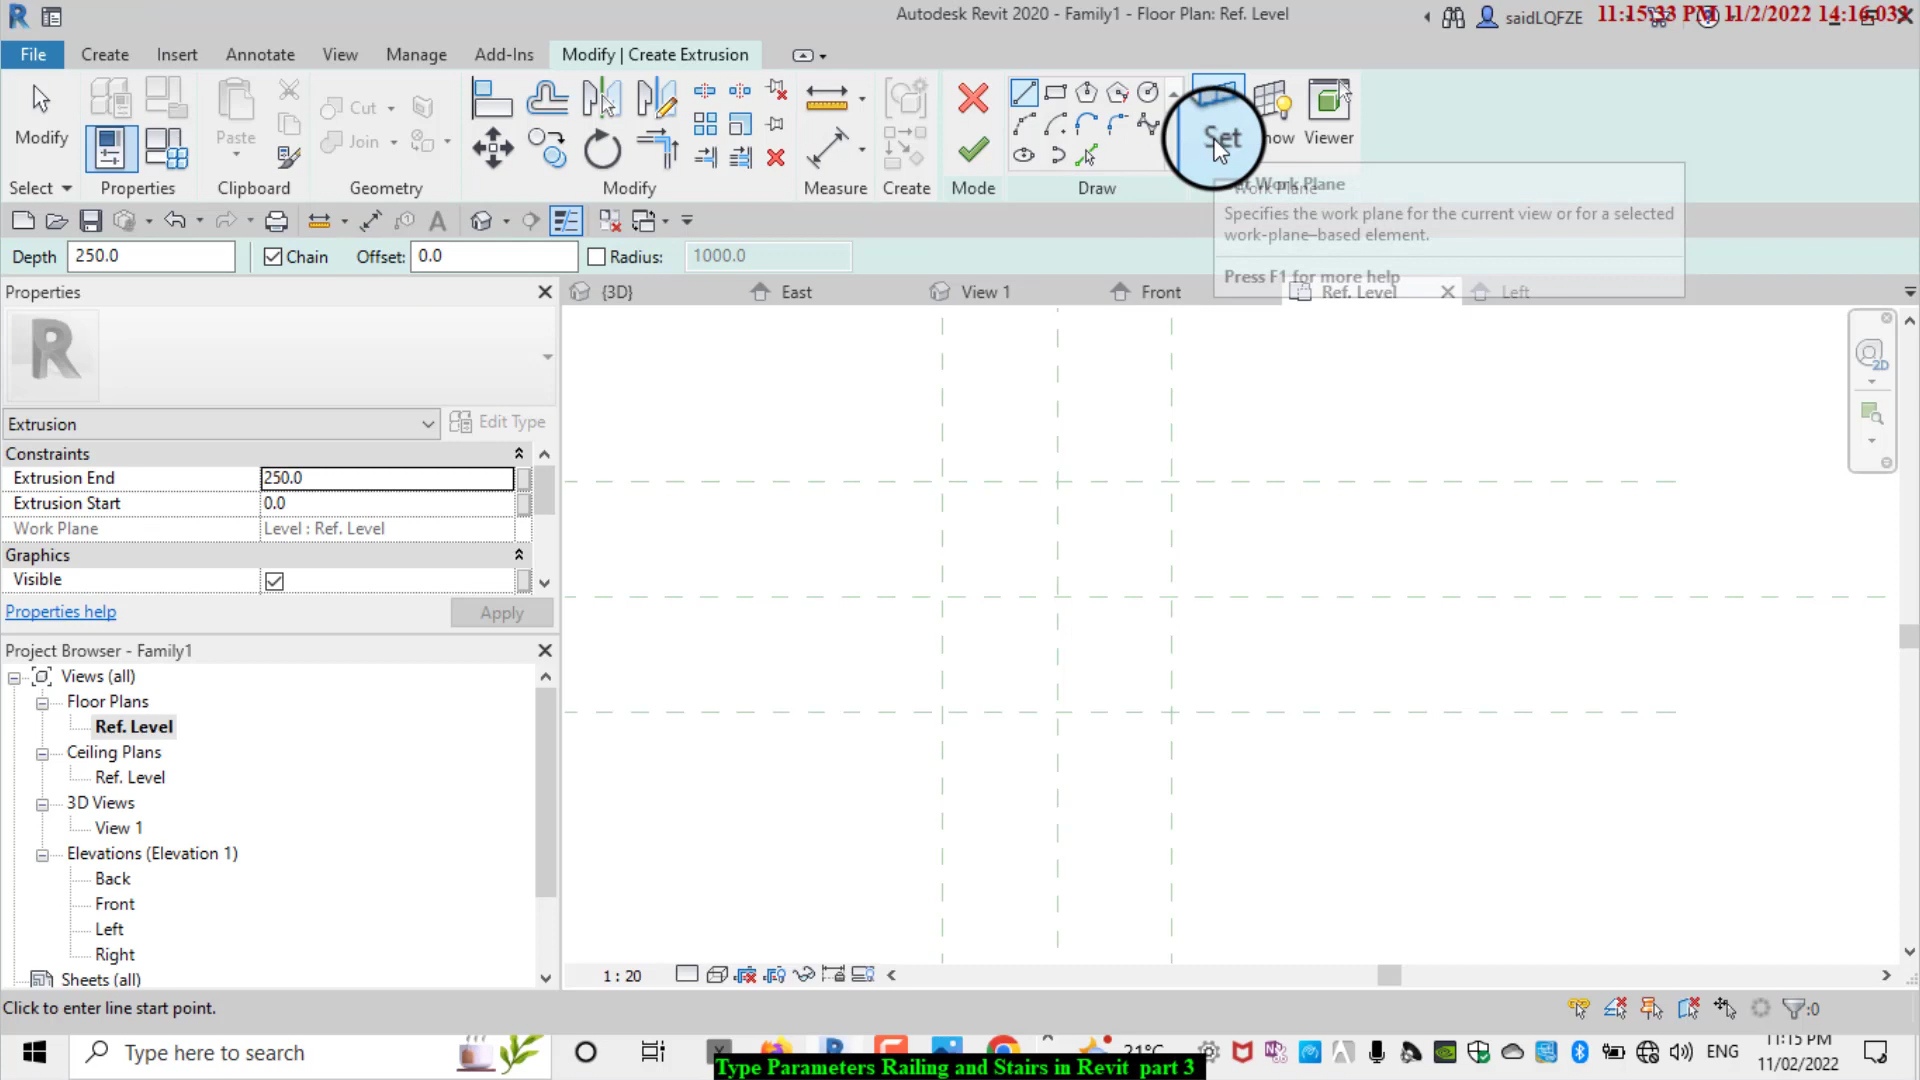 Autodesk Revit 2020 - Family1 - Floor Plan: Ref. Level
saidLQFZE
11:15:33 PM 11/2/2022 14:16.033
File
Create
Insert
Annotate
View
Manage
Add-Ins
Modify | Create Extrusion
Modify
Paste
Cut
Join
Set
Viewer
Select
Properties
Clipboard
Geometry
Modify
Measure
Create
Mode
Draw
Work Plane
Specifies the work plane for the current view or for a selected
work-plane-based element.
Press F1 for more help
Depth
250.0
Chain
Offset:
0.0
Radius:
1000.0
Properties
{3D}
East
View 1
Front
Ref. Level
Left
Extrusion
Edit Type
Constraints
Extrusion End
250.0
Extrusion Start
0.0
Work Plane
Level : Ref. Level
Graphics
Visible
Properties help
Apply
Project Browser - Family1
Views (all)
Floor Plans
Ref. Level
Ceiling Plans
Ref. Level
3D Views
View 1
Elevations (Elevation 1)
Back
Front
Left
Right
Sheets (all)
1 : 20
Click to enter line start point.
:0
Type here to search
21°C
ENG
11:15 PM
11/02/2022
Type Parameters Railing and Stairs in Revit part 3